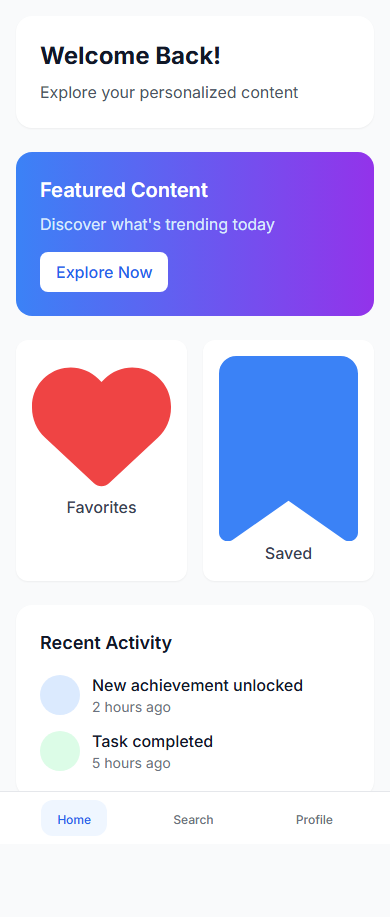 Welcome Back!
Explore your personalized content
Featured Content
Discover what's trending today
Explore Now
Favorites
Saved
Recent Activity
New achievement unlocked
2 hours ago
Task completed
5 hours ago
Home
Search
Profile